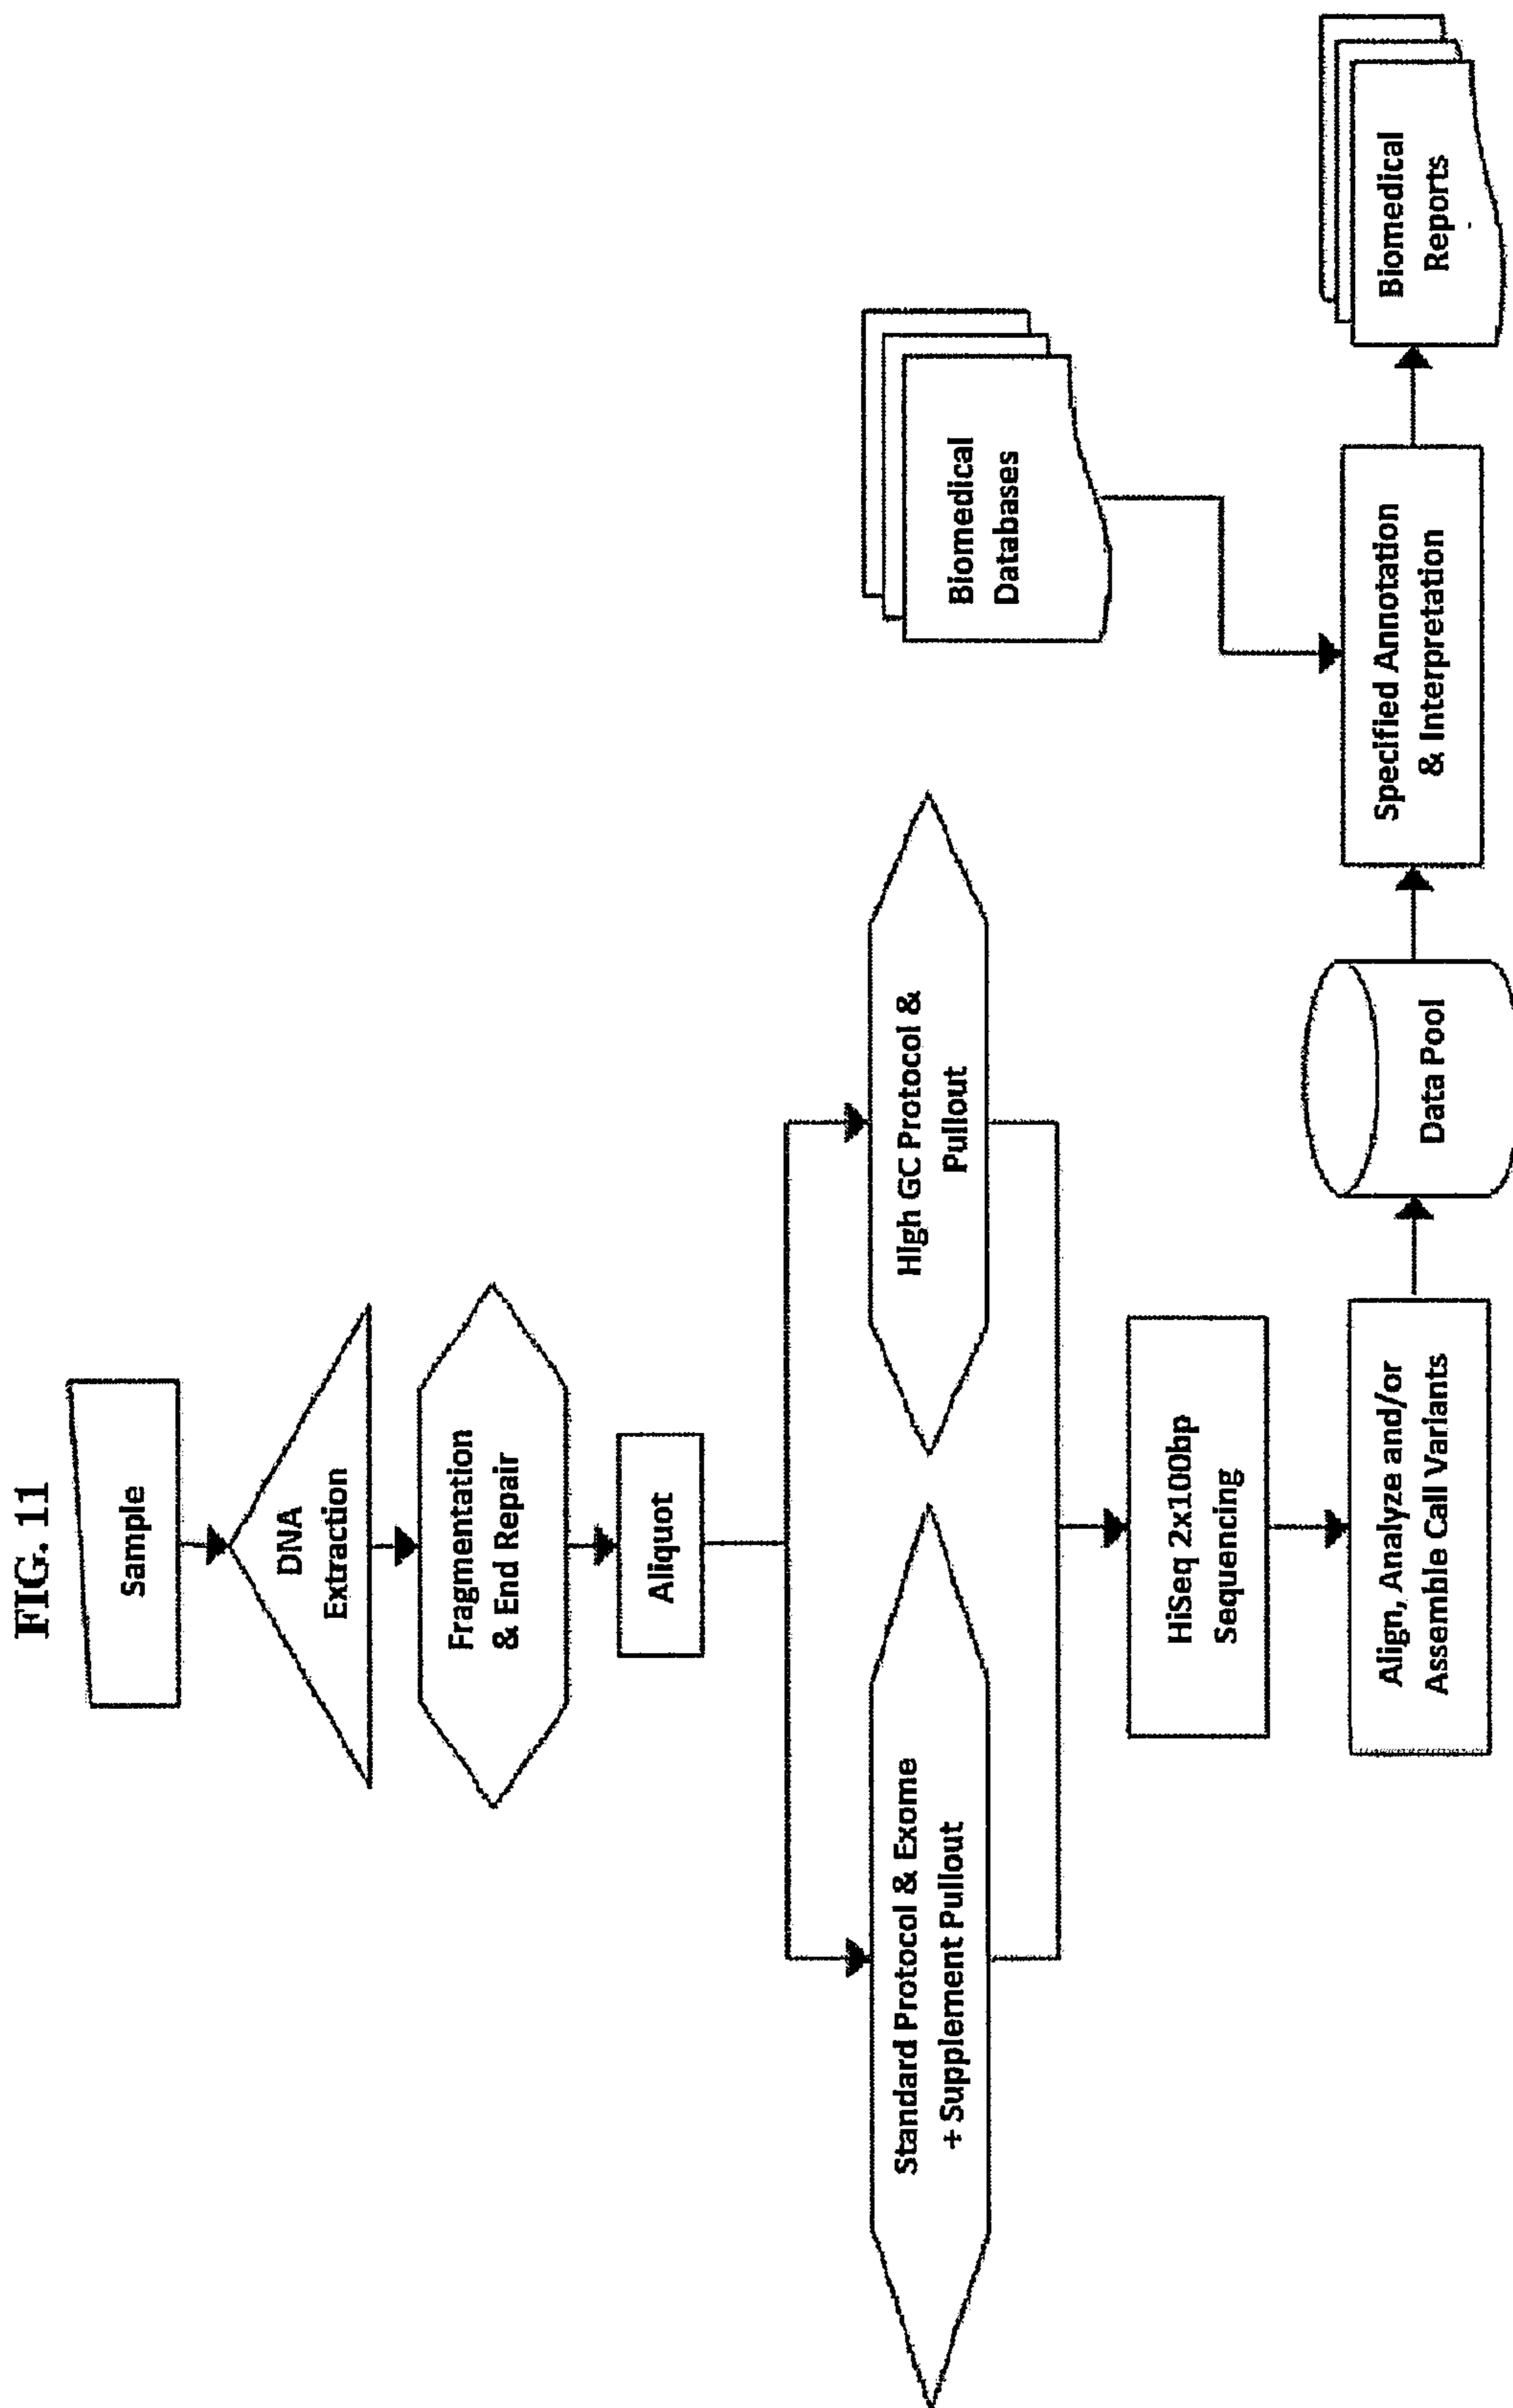 FIG. 11
Sample
DNA
Extraction
Fragmentation
& End Repair
Aliquot
Standard Protocol & Exome
+ Supplement Pullout
High GC Protocol &
Pullout
HiSeq 2x100bp
Sequencing
Align, Analyze and/or
Assemble Call Variants
Data Pool
Biomedical
Databases
Specified Annotation
& Interpretation
Biomedical
Reports